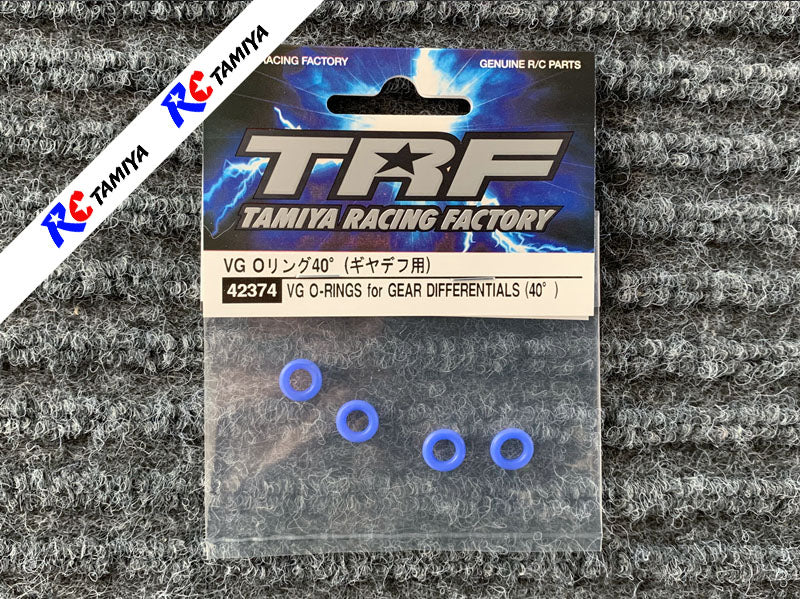 RC TAMIYA
RC TAMIYA
RACING FACTORY
GENUINE R/C PARTS
TRF
TAMIYA RACING FACTORY
VG Oリング40°(ギヤデフ用)
42374 VG O-RINGS for GEAR DIFFERENTIALS (40°)